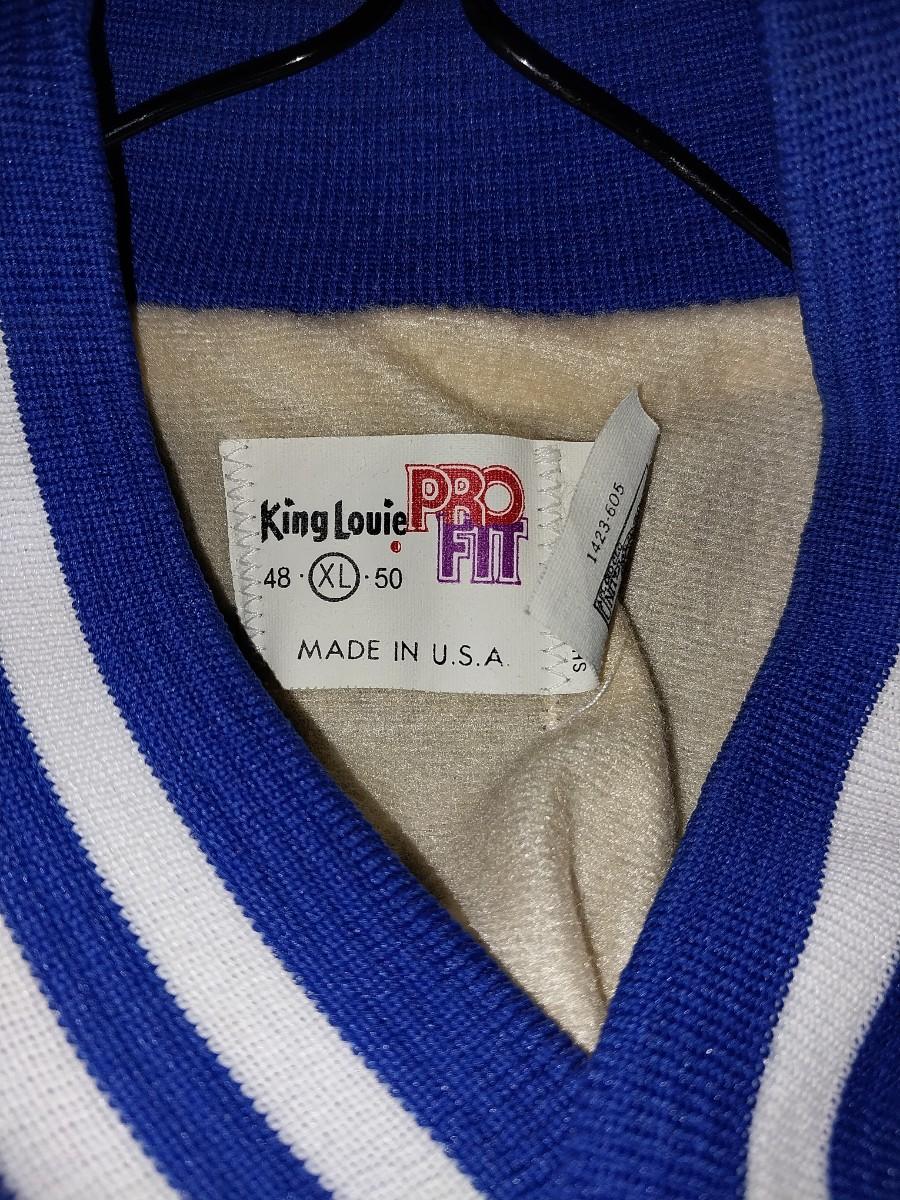 King Louie PRO FIT
48 · XL · 50
MADE IN U.S.A.
1423-605